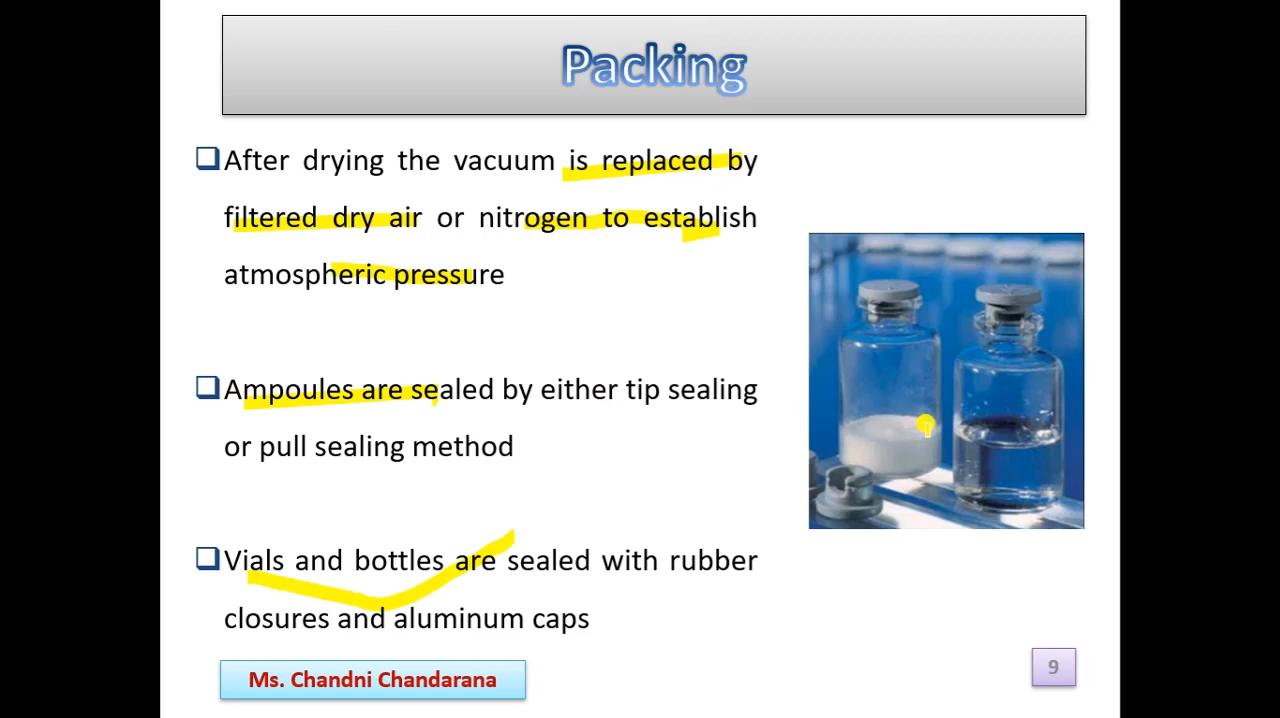 Packing
After drying the vacuum is replaced by
filtered dry air or nitrogen to establish
atmospheric pressure
Ampoules are sealed by either tip sealing
or pull sealing method
Vials and bottles are sealed with rubber
closures and aluminum caps
Ms. Chandni Chandarana
9